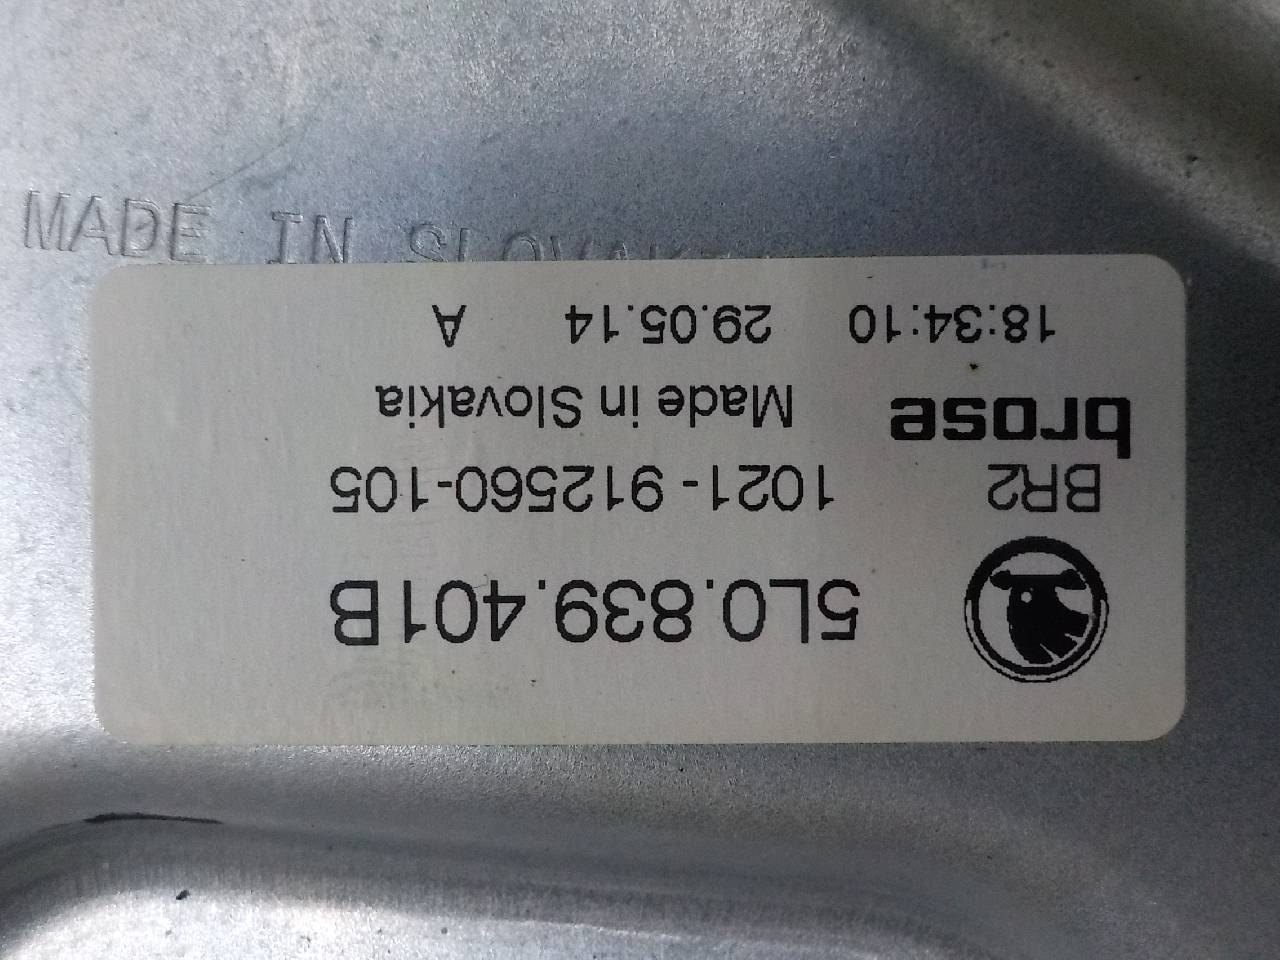 MADE IN SLOVAKIA
5L0.839.401B
BR2 1021-912560-105
brose Made in Slovakia
18:34:10 29.05.14 A